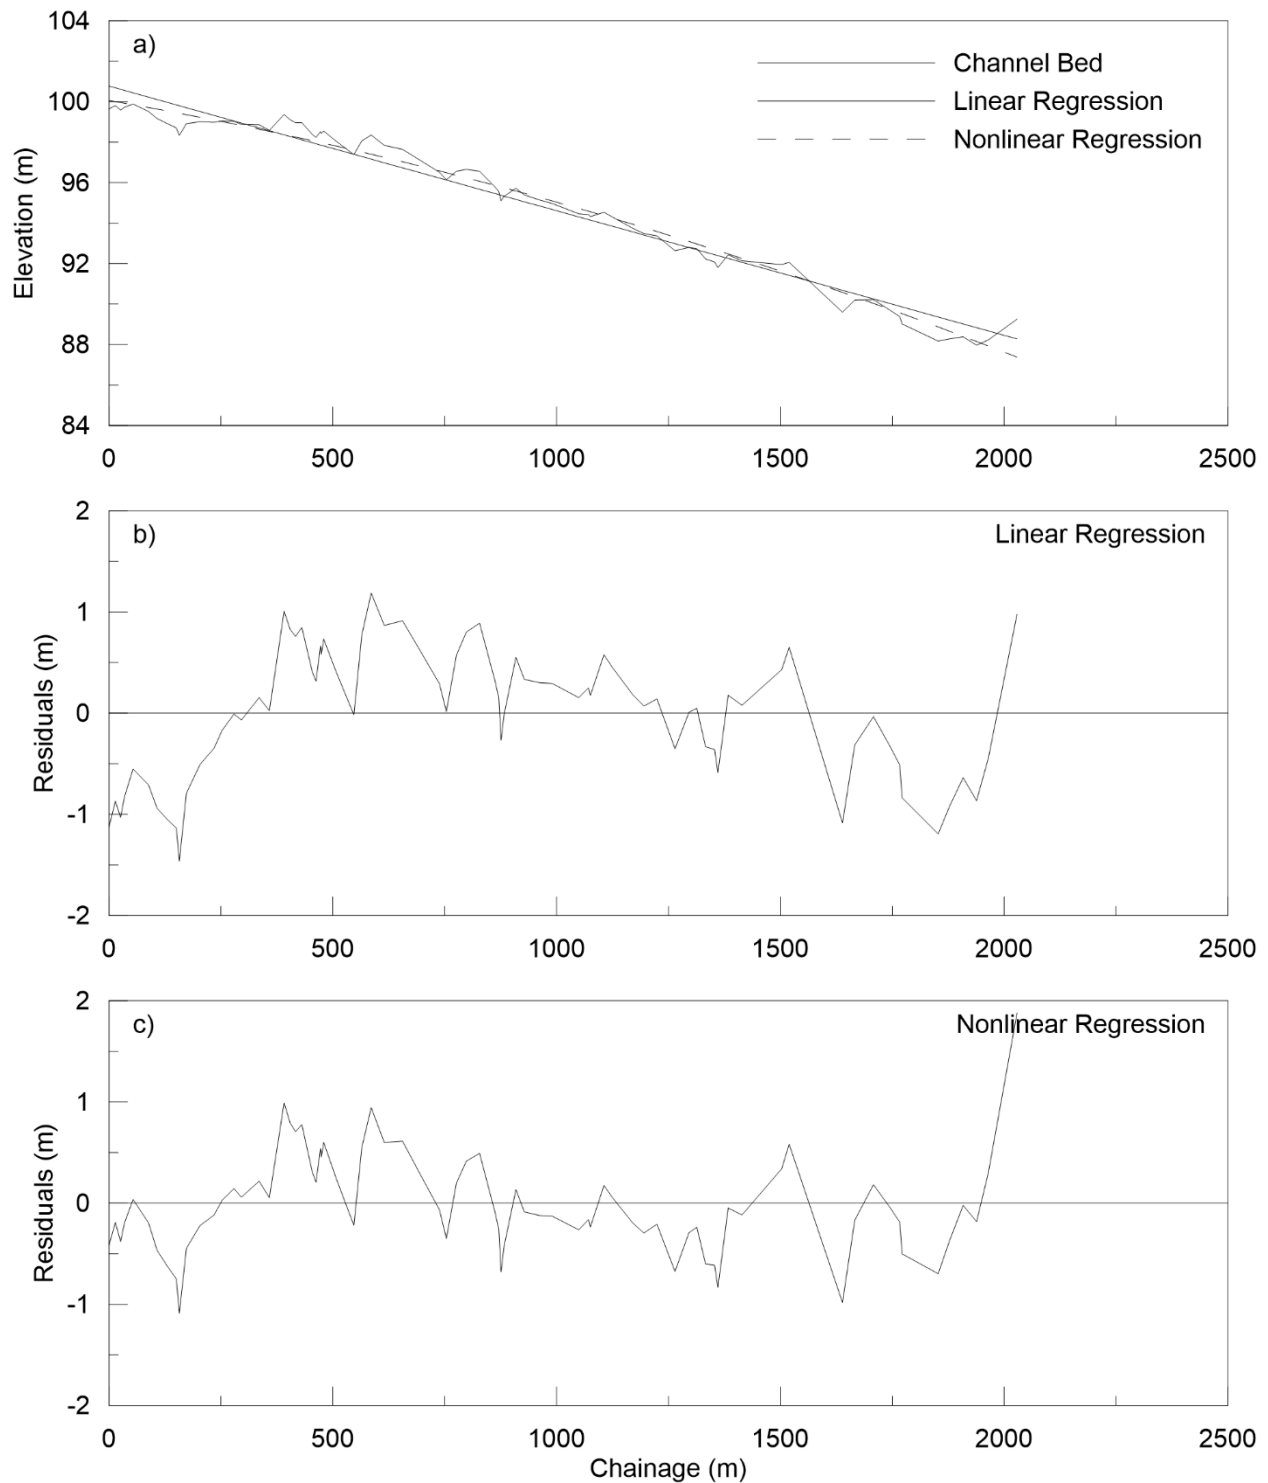 104
a)
Channel Bed
100
Linear Regression
Nonlinear Regression
96
Elevation (m)
92
88
84
0 500 1000 1500 2000 2500
2
b) Linear Regression
1
Residuals (m)
0
-1
-2
0 500 1000 1500 2000 2500
2
c) Nonlinear Regression
1
Residuals (m)
0
-1
-2
0 500 1000 1500 2000 2500
Chainage (m)